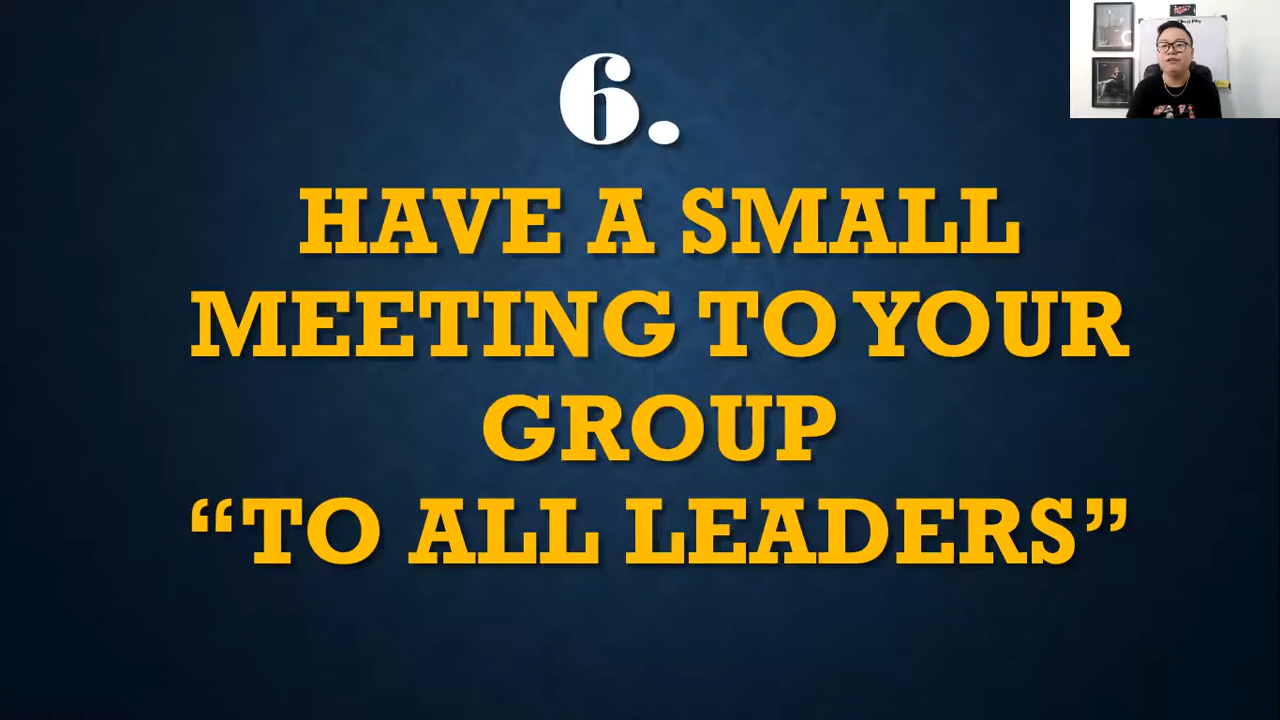 6.
HAVE A SMALL
MEETING TO YOUR
GROUP
“TO ALL LEADERS”